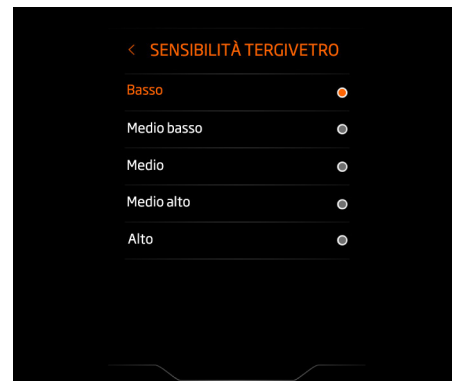 < SENSIBILITÀ TERGIVETRO
Basso
Medio basso
Medio
Medio alto
Alto